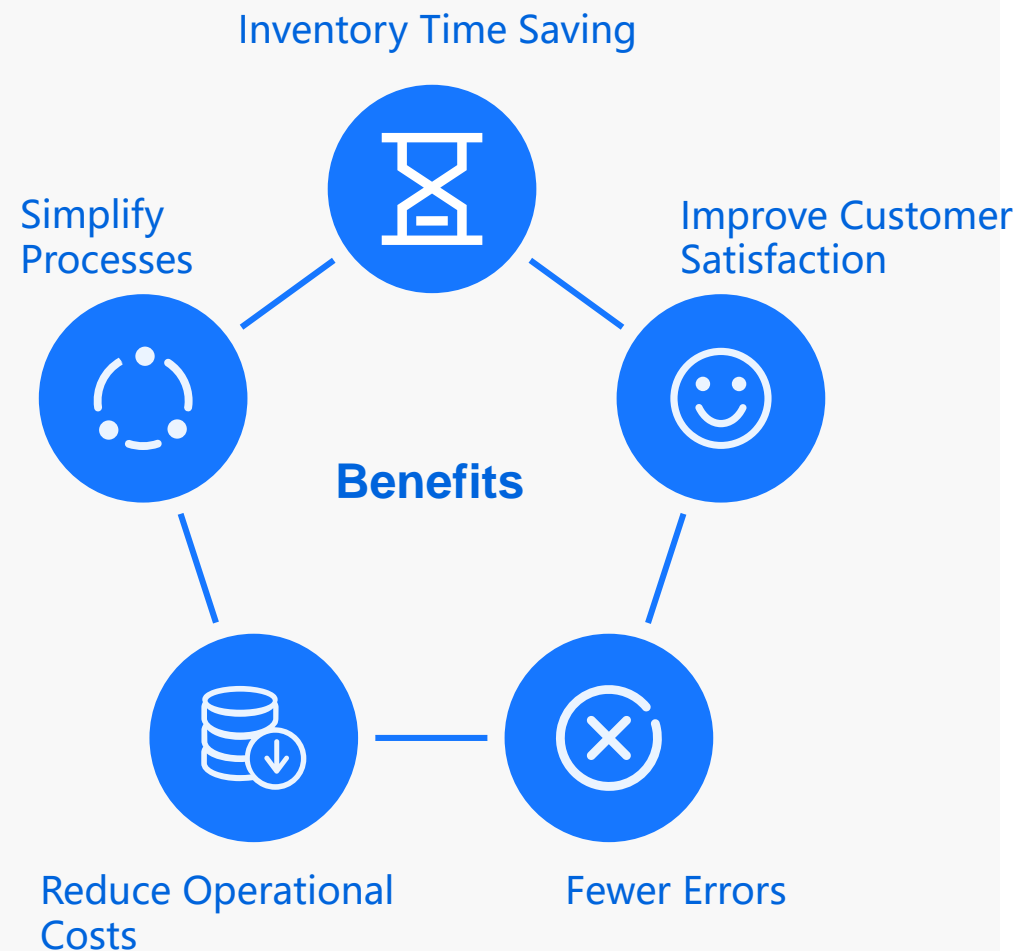 Inventory Time Saving
Simplify
Processes
Improve Customer
Satisfaction
Benefits
Reduce Operational
Costs
Fewer Errors